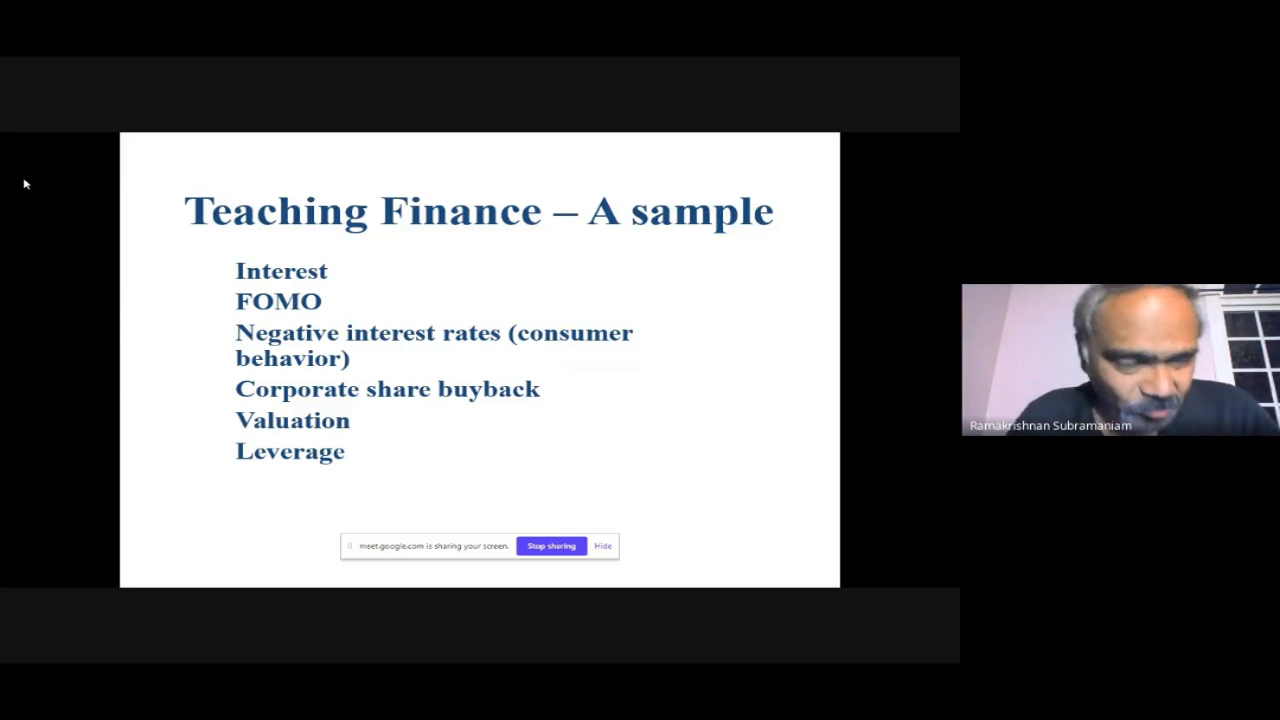 Teaching Finance – A sample
Interest
FOMO
Negative interest rates (consumer
behavior)
Corporate share buyback
Valuation
Leverage
meet.google.com is sharing your screen.
Stop sharing
Hide
Ramakrishnan Subramaniam